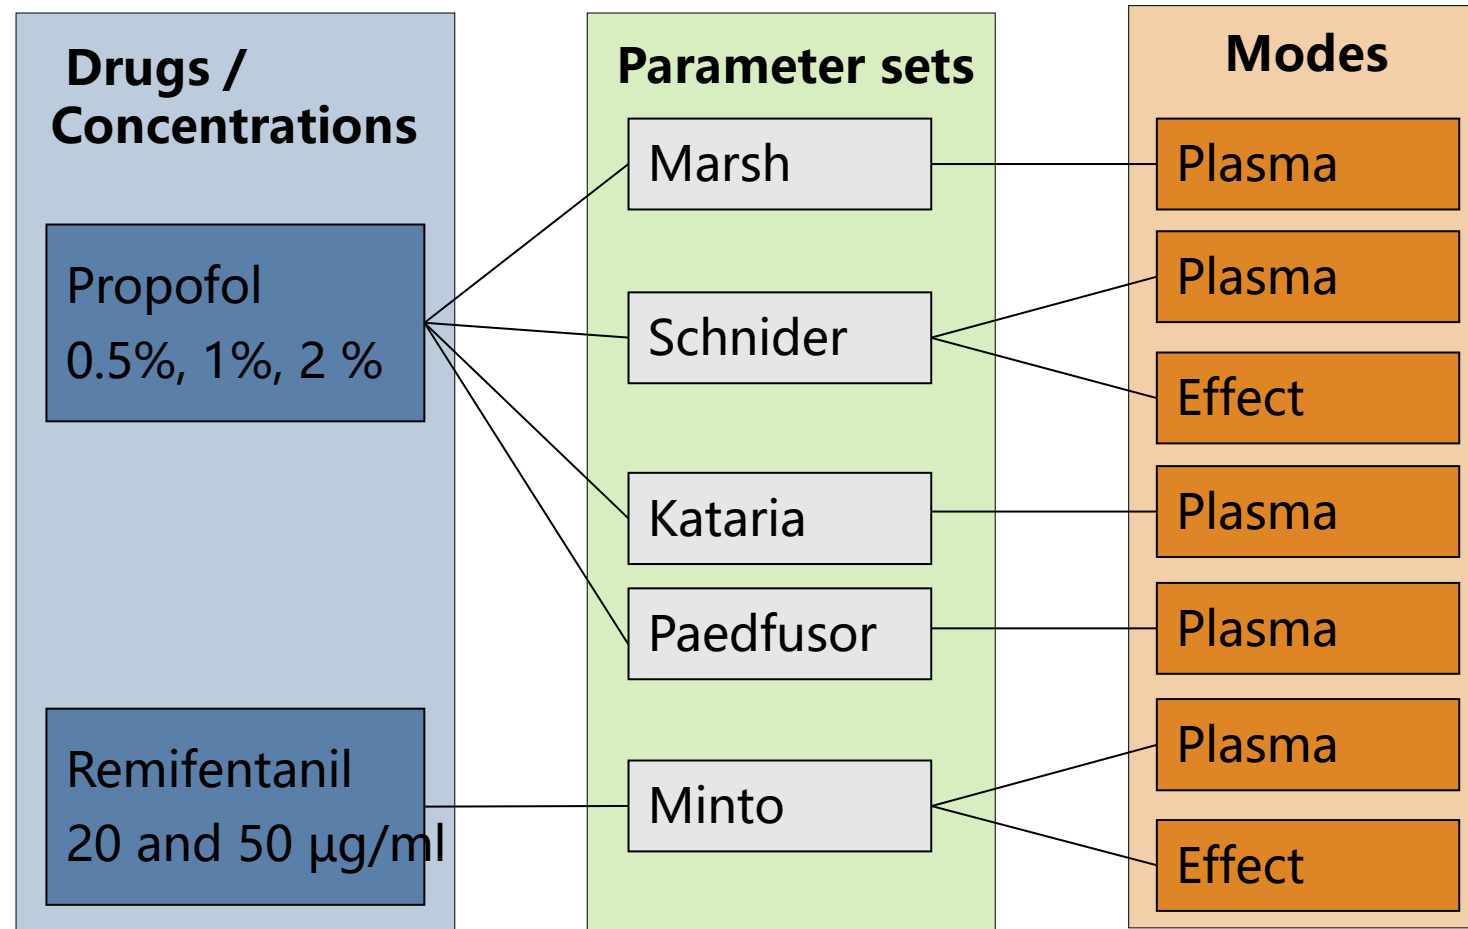 Drugs /
Concentrations
Propofol
0.5%, 1%, 2 %
Remifentanil
20 and 50 µg/ml
Parameter sets
Marsh
Schnider
Kataria
Paedfusor
Minto
Modes
Plasma
Plasma
Effect
Plasma
Plasma
Plasma
Effect